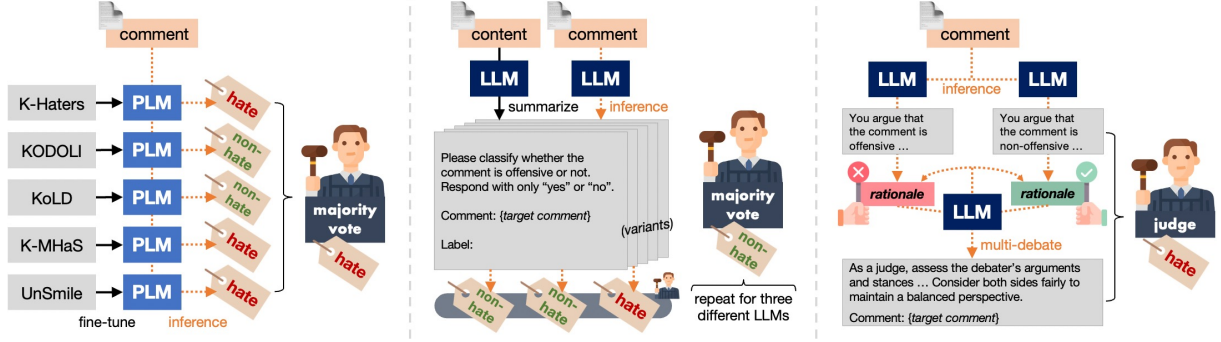 comment
K-Haters
PLM
hate
KODOLI
PLM
non-
hate
KoLD
PLM
non-
hate
K-MHaS
PLM
hate
UnSmile
PLM
hate
fine-tune
inference
majority
vote
hate
content
comment
LLM
LLM
summarize
inference
Please classify whether the
comment is offensive or not.
Respond with only “yes” or “no”.
Comment: {target comment}
Label:
(variants)
non-
hate
non-
hate
hate
majority
vote
non-
hate
repeat for three
different LLMs
comment
LLM
LLM
inference
You argue that
the comment is
offensive ...
You argue that
the comment is
non-offensive ...
rationale
rationale
LLM
multi-debate
As a judge, assess the debater’s arguments
and stances ... Consider both sides fairly to
maintain a balanced perspective.
Comment: {target comment}
judge
hate